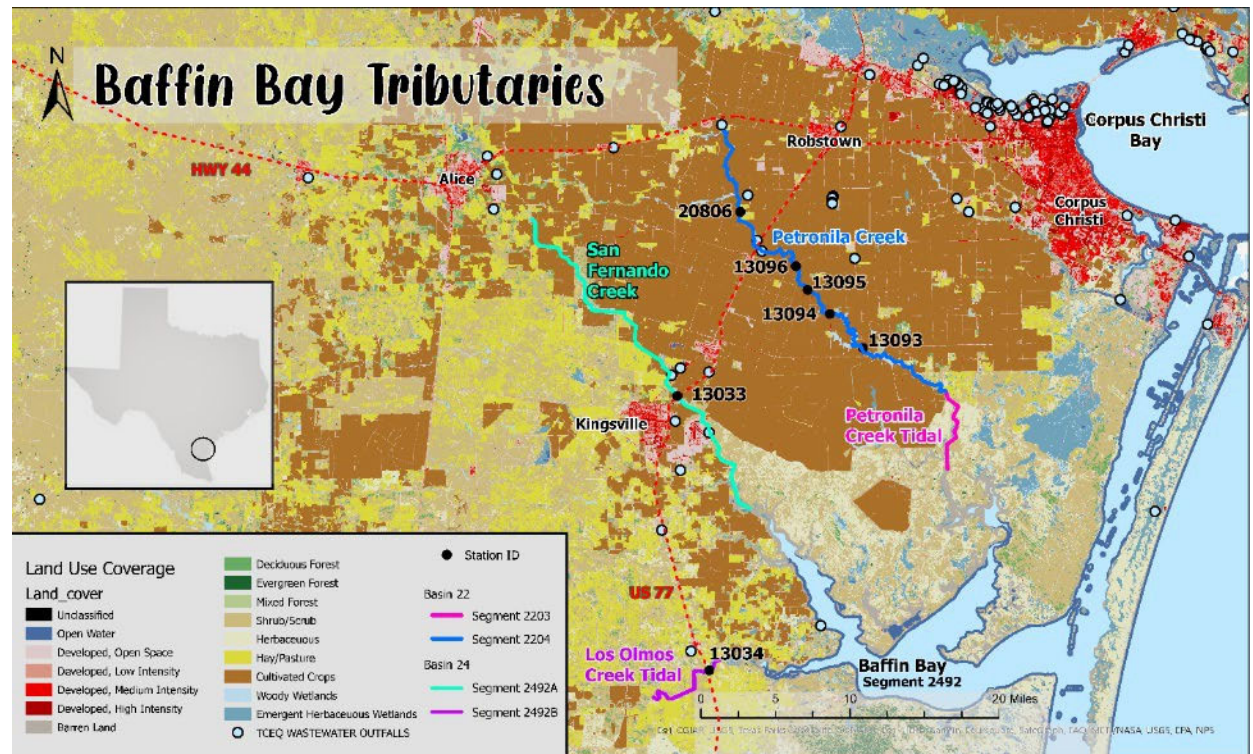 N
Baffin Bay Tributaries
HWY 44
Alice
Robstown
Corpus Christi
Bay
Corpus
Christi
20806
Petronila Creek
San
Fernando
Creek
13096
13095
13094
13093
13033
Kingsville
Petronila
Creek Tidal
US 77
Los Olmos
Creek Tidal
13034
Baffin Bay
Segment 2492
0 5 10 20 Miles
Land Use Coverage
Land_cover
Unclassified
Open Water
Developed, Open Space
Developed, Low Intensity
Developed, Medium Intensity
Developed, High Intensity
Barren Land
Deciduous Forest
Evergreen Forest
Mixed Forest
Shrub/Scrub
Herbaceuous
Hay/Pasture
Cultivated Crops
Woody Wetlands
Emergent Herbaceuous Wetlands
TCEQ WASTEWATER OUTFALLS
Station ID
Basin 22
Segment 2203
Segment 2204
Basin 24
Segment 2492A
Segment 2492B
NASA, USGS, EPA, NPS